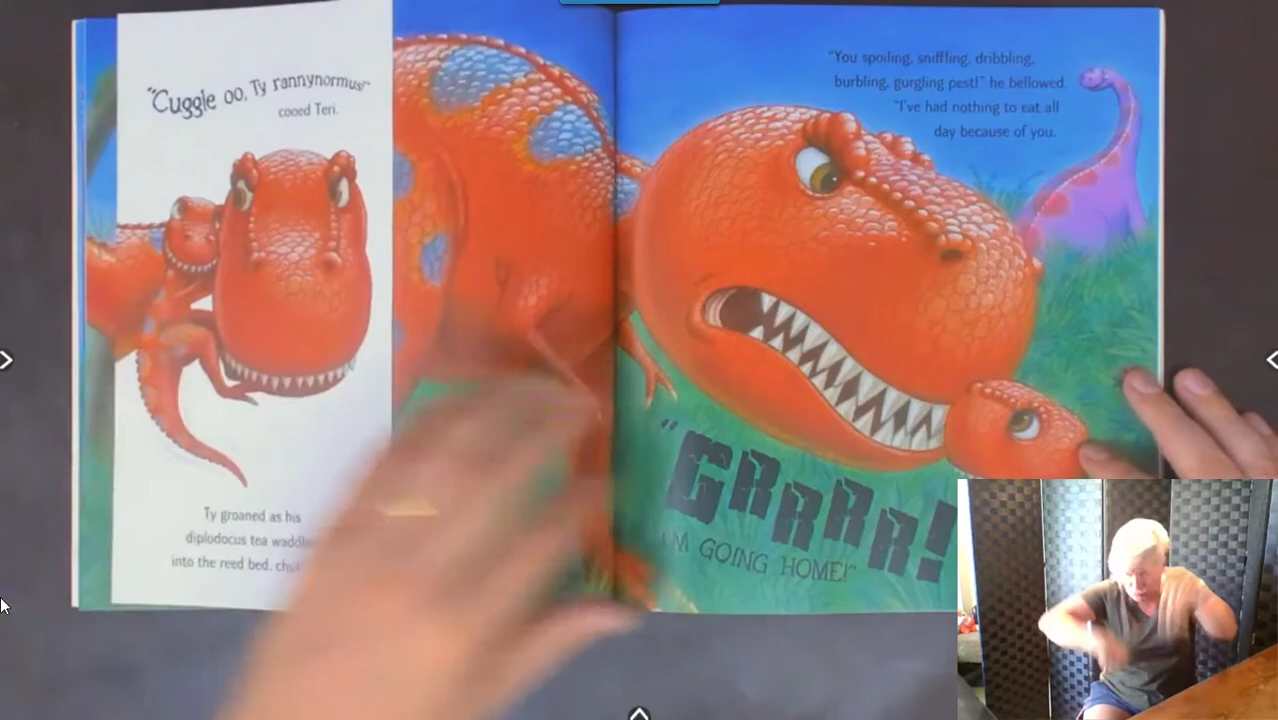 "Cuggle oo, Ty rannynormus!"
cooed Teri.
Ty groaned as his
diplodocus tea
into the reed bed,
"You spoiling, sniffling, dribbling,
burbling, gurgling pest!" he bellowed.
"I've had nothing to eat all
day because of you.
"GRRRR!
I'M GOING HOME!"